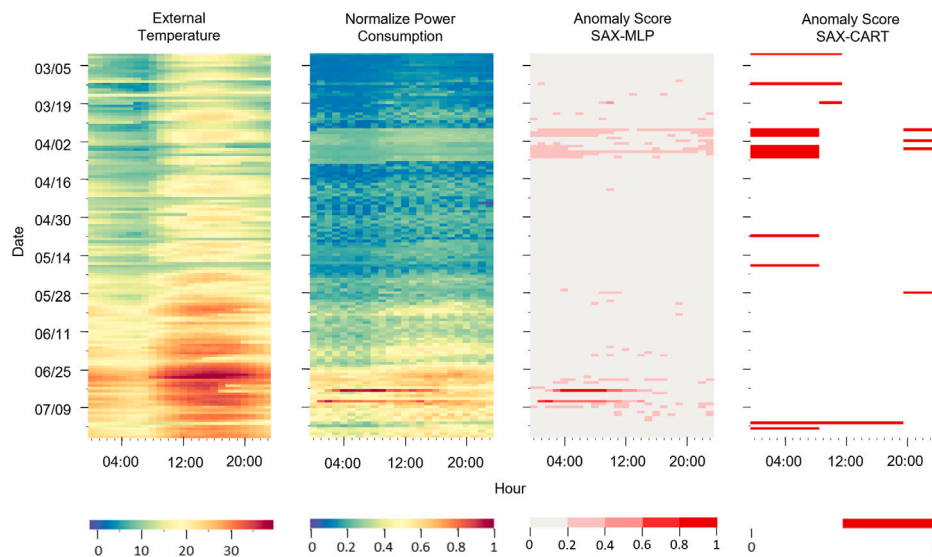 External
Temperature
Normalize Power
Consumption
Anomaly Score
SAX-MLP
Anomaly Score
SAX-CART
Date
03/05
03/19
04/02
04/16
04/30
05/14
05/28
06/11
06/25
07/09
04:00 12:00 20:00
04:00 12:00 20:00
04:00 12:00 20:00
04:00 12:00 20:00
Hour
0 10 20 30
0 0.2 0.4 0.6 0.8 1
0 0.2 0.4 0.6 0.8 1
0